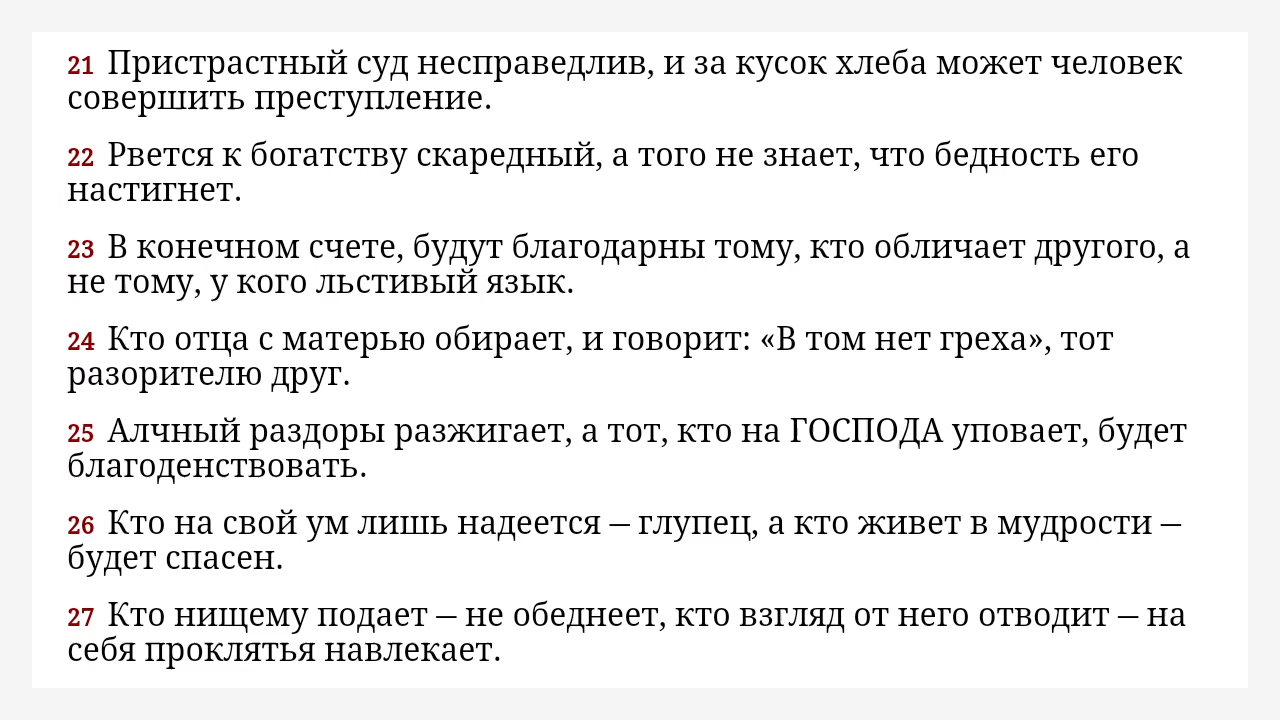 21 Пристрастный суд несправедлив, и за кусок хлеба может человек
совершить преступление.
22 Рвется к богатству скаредный, а того не знает, что бедность его
настигнет.
23 В конечном счете, будут благодарны тому, кто обличает другого, а
не тому, у кого льстивый язык.
24 Кто отца с матерью обирает, и говорит: «В том нет греха», тот
разорителю друг.
25 Алчный раздоры разжигает, а тот, кто на ГОСПОДА уповает, будет
благоденствовать.
26 Кто на свой ум лишь надеется – глупец, а кто живет в мудрости –
будет спасен.
27 Кто нищему подает – не обеднеет, кто взгляд от него отводит – на
себя проклятья навлекает.